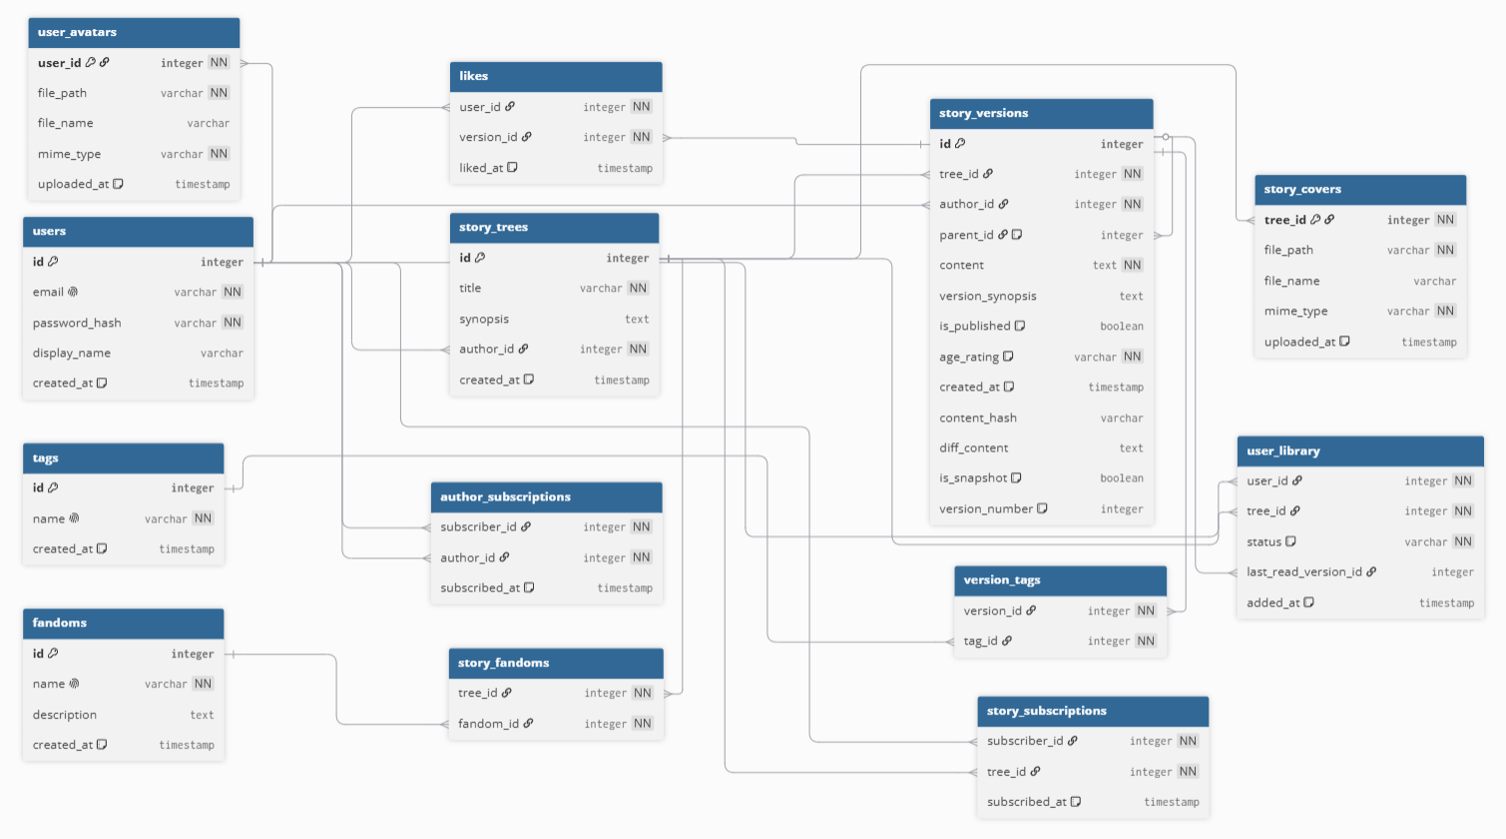 user_avatars
user_id integer NN
file_path varchar NN
file_name varchar
mime_type varchar NN
uploaded_at timestamp
users
id integer
email varchar NN
password_hash varchar NN
display_name varchar
created_at timestamp
tags
id integer
name varchar NN
created_at timestamp
fandoms
id integer
name varchar NN
description text
created_at timestamp
likes
user_id integer NN
version_id integer NN
liked_at timestamp
story_trees
id integer
title varchar NN
synopsis text
author_id integer NN
created_at timestamp
author_subscriptions
subscriber_id integer NN
author_id integer NN
subscribed_at timestamp
story_fandoms
tree_id integer NN
fandom_id integer NN
story_versions
id integer
tree_id integer NN
author_id integer NN
parent_id integer
content text NN
version_synopsis text
is_published boolean
age_rating varchar NN
created_at timestamp
content_hash varchar
diff_content text
is_snapshot boolean
version_number integer
version_tags
version_id integer NN
tag_id integer NN
story_subscriptions
subscriber_id integer NN
tree_id integer NN
subscribed_at timestamp
story_covers
tree_id integer NN
file_path varchar NN
file_name varchar
mime_type varchar NN
uploaded_at timestamp
user_library
user_id integer NN
tree_id integer NN
status varchar NN
last_read_version_id integer
added_at timestamp